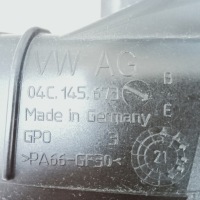 VW AG
04C.145.673
B
Made in Germany
E
GPO
>PA66-GF30<
21